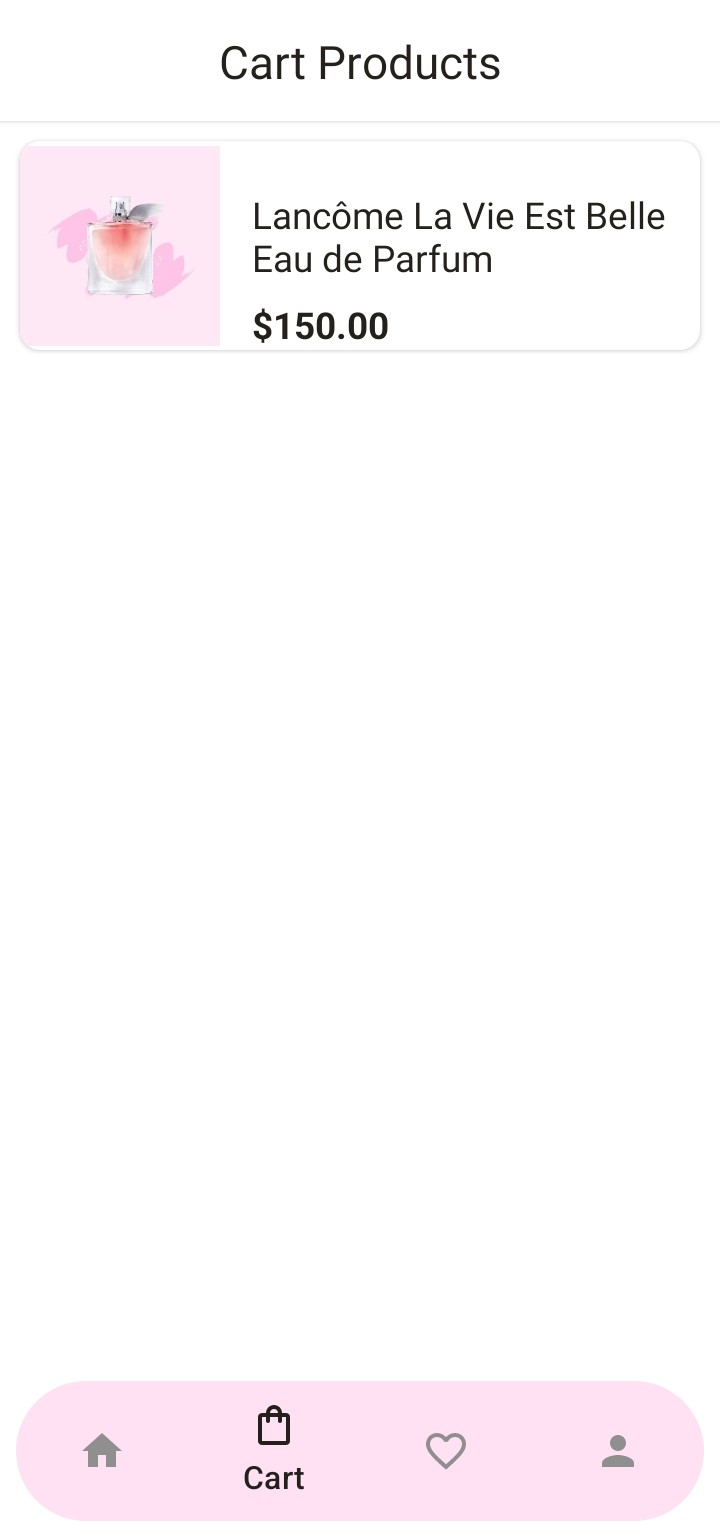 Cart Products
Lancôme La Vie Est Belle
Eau de Parfum
$150.00
Cart